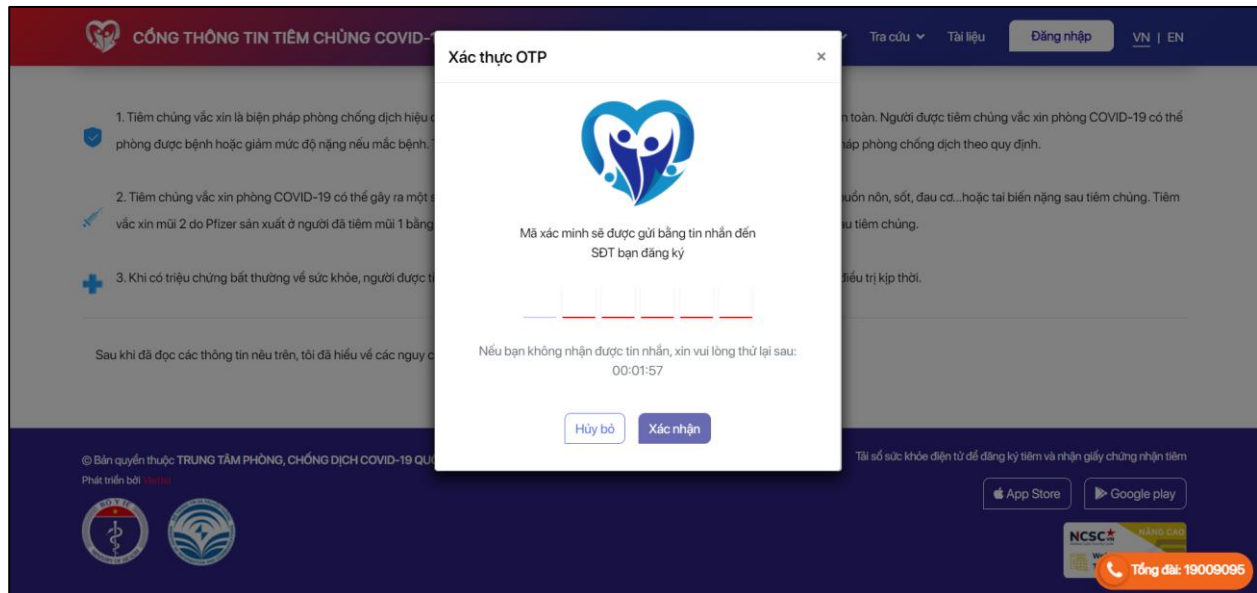 CỔNG THÔNG TIN TIÊM CHỦNG COVID-1
Tra cứu
Tài liệu
Đăng nhập
VN | EN
Xác thực OTP
×
1. Tiêm chủng vắc xin là biện pháp phòng chống dịch hiệu
n toàn. Người được tiêm chủng vắc xin phòng COVID-19 có thể
phòng được bệnh hoặc giảm mức độ nặng nếu mắc bệnh.
áp phòng chống dịch theo quy định.
2. Tiêm chủng vắc xin phòng COVID-19 có thể gây ra một s
uồn nôn, sốt, đau cơ...hoặc tai biến nặng sau tiêm chủng. Tiêm
vắc xin mũi 2 do Pfizer sản xuất ở người đã tiêm mũi 1 bằng
u tiêm chủng.
3. Khi có triệu chứng bất thường về sức khỏe, người được ti
điều trị kịp thời.
Sau khi đã đọc các thông tin nêu trên, tôi đã hiểu về các nguy c
Mã xác minh sẽ được gửi bằng tin nhắn đến
SĐT bạn đăng ký
Nếu bạn không nhận được tin nhắn, xin vui lòng thử lại sau:
00:01:57
Hủy bỏ
Xác nhận
© Bản quyền thuộc TRUNG TÂM PHÒNG, CHỐNG DỊCH COVID-19 QU
Phát triển bởi Viettel
Tải sổ sức khỏe điện tử để đăng ký tiêm và nhận giấy chứng nhận tiêm
App Store
Google play
BỘ Y TẾ
NCSC VN
NÂNG CAO
Tổng đài: 19009095